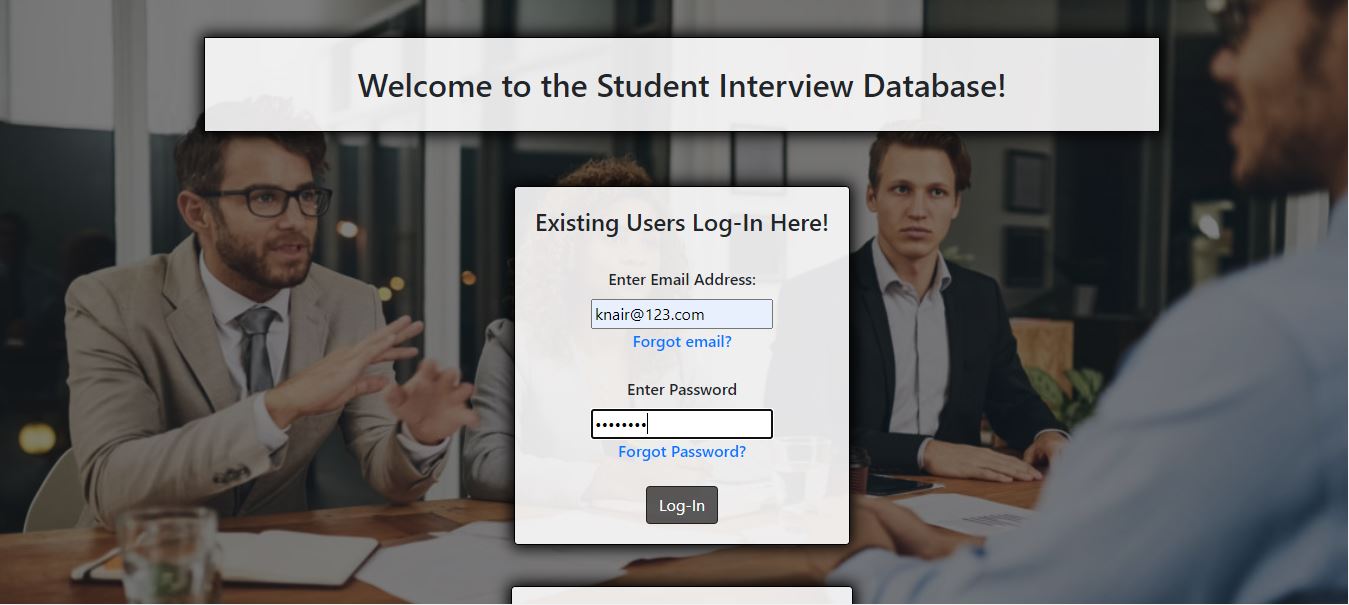 Welcome to the Student Interview Database!
Existing Users Log-In Here!
Enter Email Address:
knair@123.com
Forgot email?
Enter Password
••••••••
Forgot Password?
Log-In